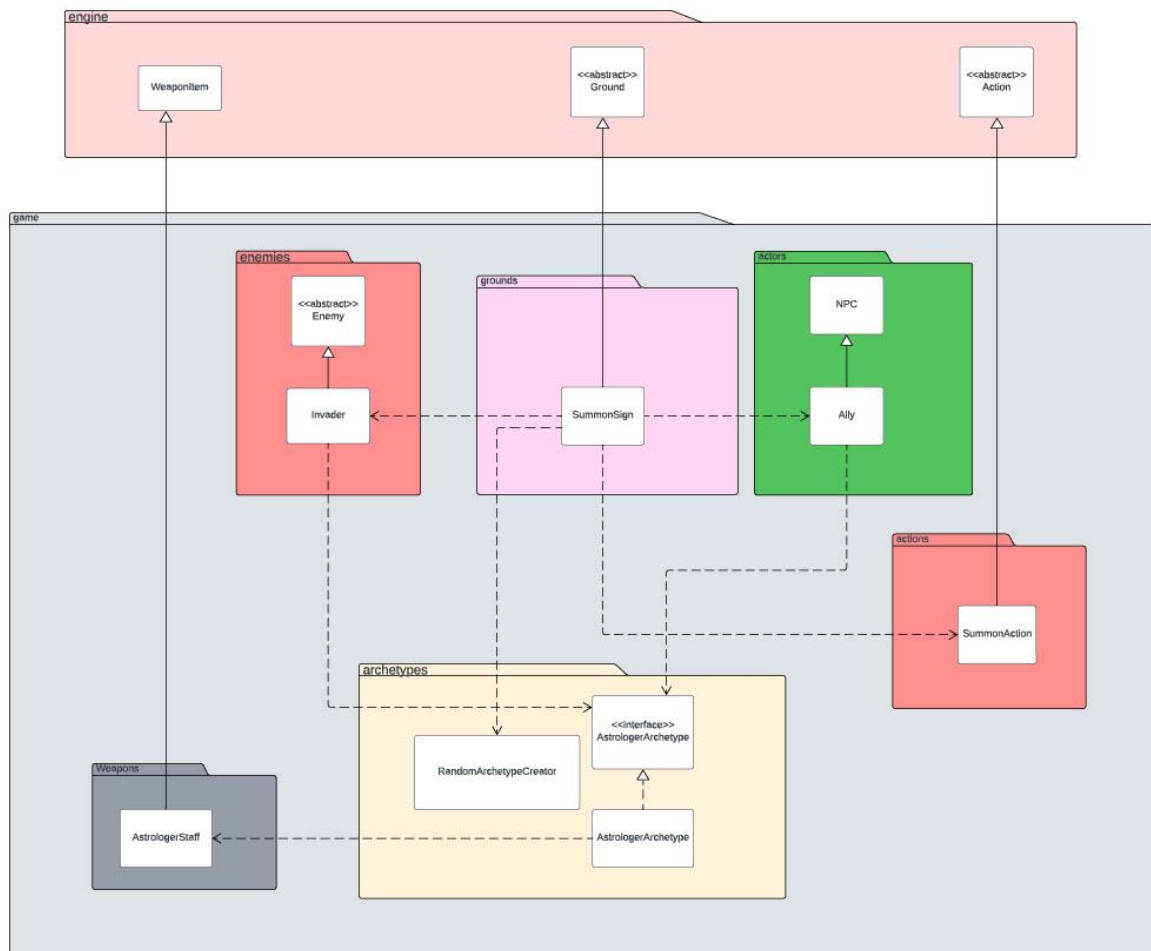 engine
WeaponItem
<<abstract>>
Ground
<<abstract>>
Action
game
enemies
<<abstract>>
Enemy
Invader
grounds
SummonSign
actors
NPC
Ally
actions
SummonAction
archetypes
<<interface>>
AstrologerArchetype
RandomArchetypeCreator
AstrologerArchetype
Weapons
AstrologerStaff